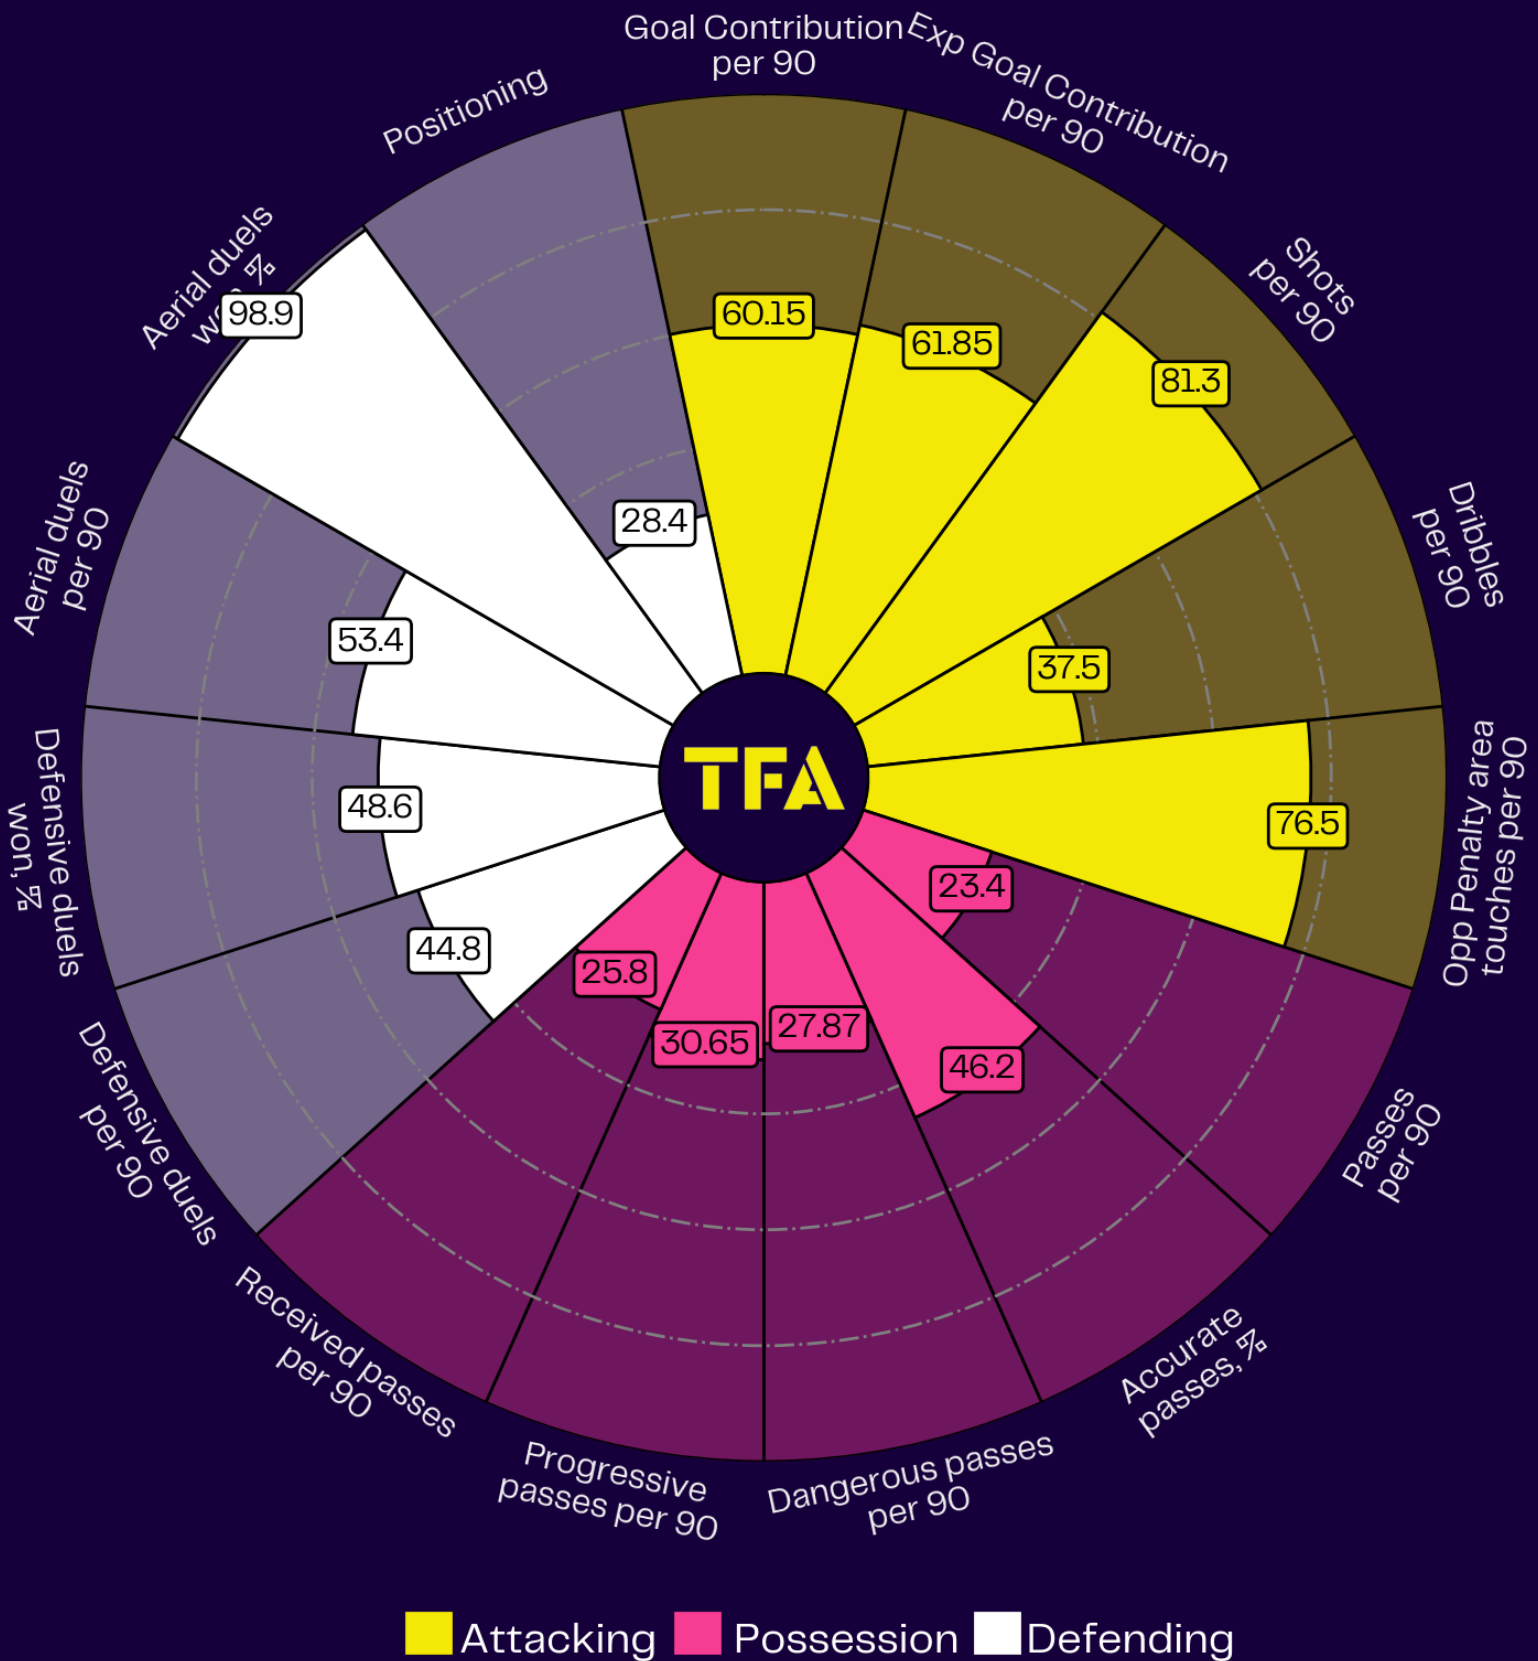 Goal Contribution
per 90
Exp Goal Contribution
per 90
Shots
per 90
Dribbles
per 90
Opp Penalty area
touches per 90
Passes
per 90
Accurate
passes, %
Dangerous passes
per 90
Progressive
passes per 90
Received passes
per 90
Defensive duels
per 90
Defensive duels
won, %
Aerial duels
per 90
Aerial duels
%
Positioning
60.15
61.85
81.3
37.5
76.5
23.4
46.2
27.87
30.65
25.8
44.8
48.6
53.4
98.9
28.4
TFA
Attacking
Possession
Defending